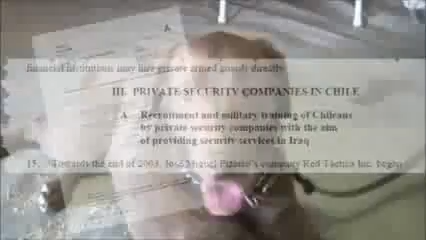 A.
financial institutions may hire private armed guards directly.
III. PRIVATE SECURITY COMPANIES IN CHILE
A. Recruitment and military training of Chileans
by private security companies with the aim
of providing security services in Iraq
15. Towards the end of 2003, José Miguel Pizarro's company Red Táctica Inc. began